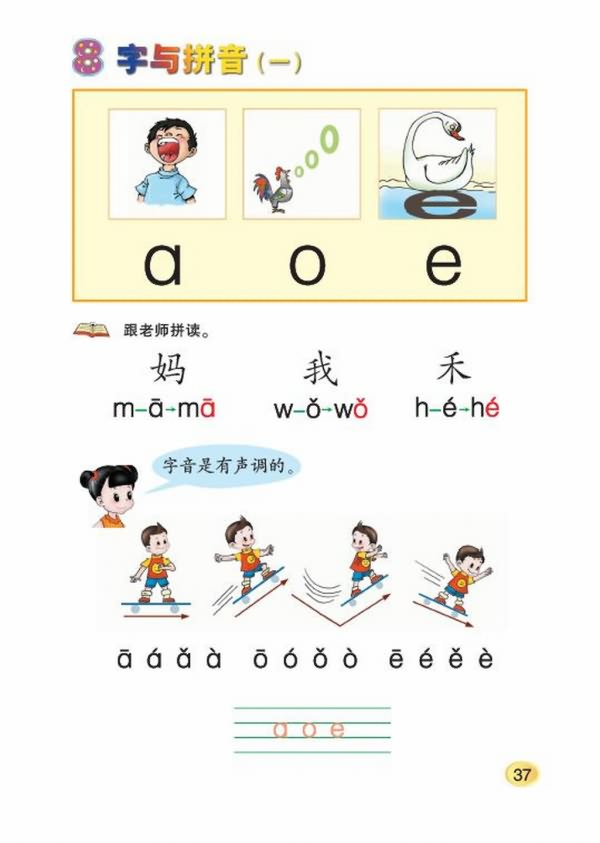 8 字与拼音（一）
a o e
跟老师拼读。
妈 我 禾
m–ā→mā w–ǒ→wǒ h–é→hé
字音是有声调的。
ā á ǎ à ō ó ǒ ò ē é ě è
a o e
37